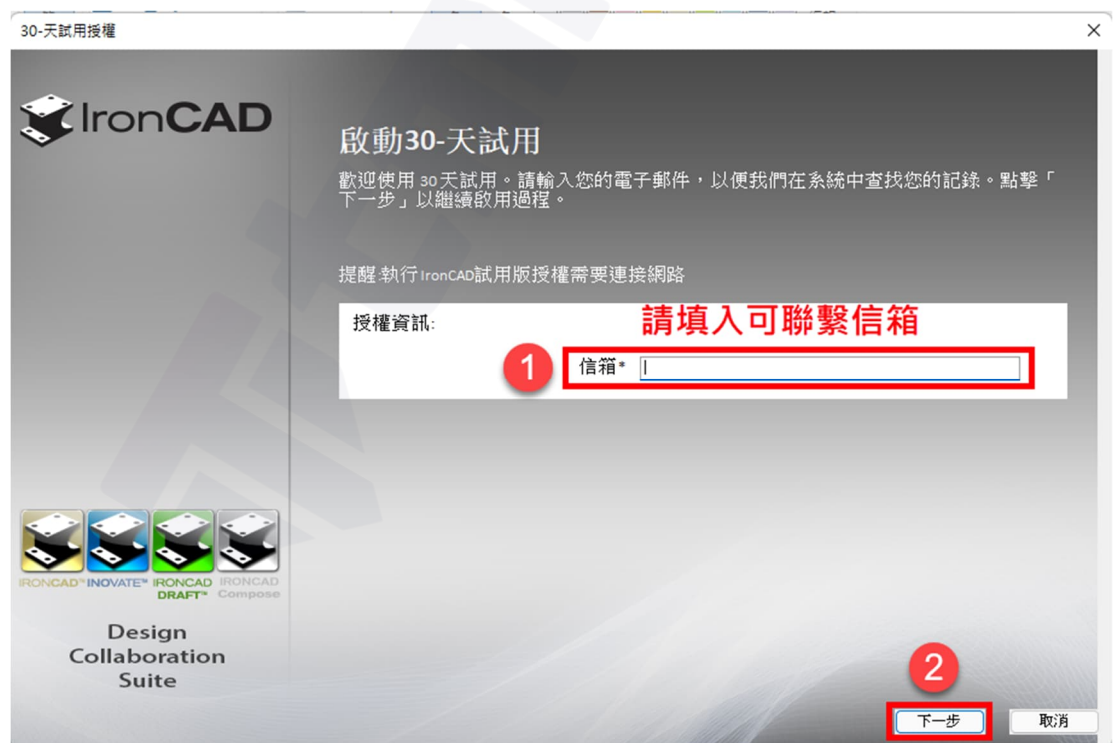 30-天試用授權
IronCAD
啟動30-天試用
歡迎使用 30 天試用。請輸入您的電子郵件，以便我們在系統中查找您的記錄。點擊「
下一步」以繼續啟用過程。
提醒:執行IronCAD試用版授權需要連接網路
授權資訊:
請填入可聯繫信箱
1
信箱*
IRONCAD™ INOVATE™ IRONCAD DRAFT™ IRONCAD Compose
Design
Collaboration
Suite
2
下一步
取消